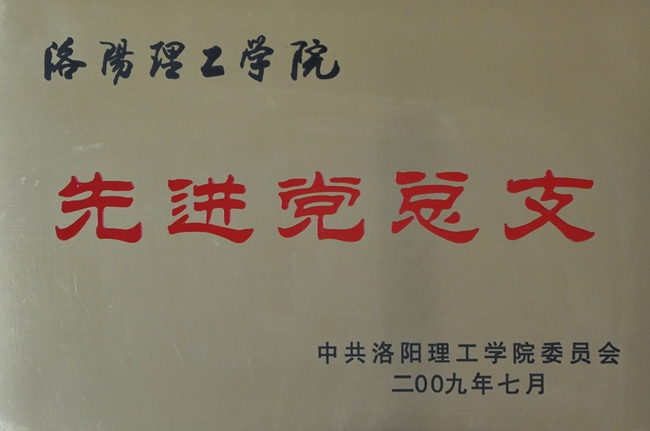 洛陽理工学院
先进党总支
中共洛阳理工学院委员会
二00九年七月